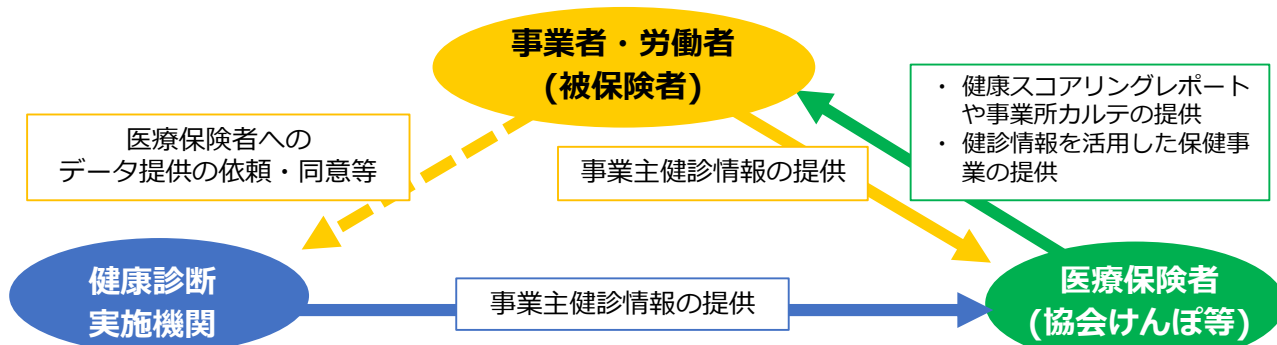 事業者・労働者
(被保険者)
・ 健康スコアリングレポート
や事業所カルテの提供
・ 健診情報を活用した保健事
業の提供
医療保険者への
データ提供の依頼・同意等
事業主健診情報の提供
健康診断
実施機関
事業主健診情報の提供
医療保険者
(協会けんぽ等)